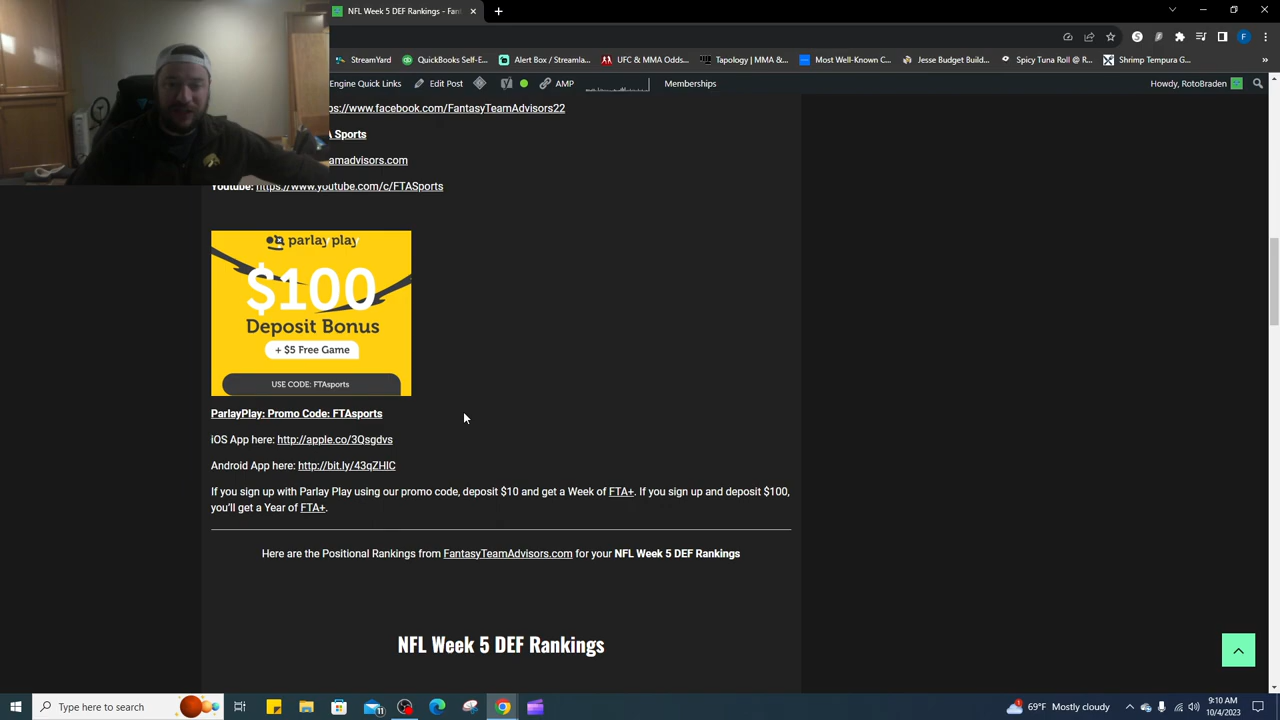 NFL Week 5 DEF Rankings - Fan
StreamYard
QuickBooks Self-E...
Alert Box / Streamla...
UFC & MMA Odds...
Tapology | MMA &...
Most Well-Known C...
Jesse Budget Build...
Spicy Tuna Roll | R...
Shrimp Tempura G...
Engine Quick Links
Edit Post
AMP
Memberships
Howdy, RotoBraden
ps://www.facebook.com/FantasyTeamAdvisors22
A Sports
amadvisors.com
Youtube: https://www.youtube.com/c/FTASports
parlay play
$100
Deposit Bonus
+ $5 Free Game
USE CODE: FTAsports
ParlayPlay: Promo Code: FTAsports
iOS App here: http://apple.co/3Qsgdvs
Android App here: http://bit.ly/43qZHIC
If you sign up with Parlay Play using our promo code, deposit $10 and get a Week of FTA+. If you sign up and deposit $100,
you'll get a Year of FTA+.
Here are the Positional Rankings from FantasyTeamAdvisors.com for your NFL Week 5 DEF Rankings
NFL Week 5 DEF Rankings
Type here to search
11
69°F Mostly cloudy
9:10 AM
10/4/2023